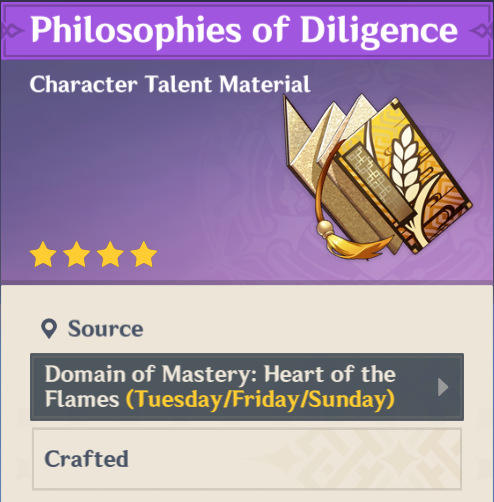 Philosophies of Diligence
Character Talent Material
Source
Domain of Mastery: Heart of the
Flames (Tuesday/Friday/Sunday)
Crafted